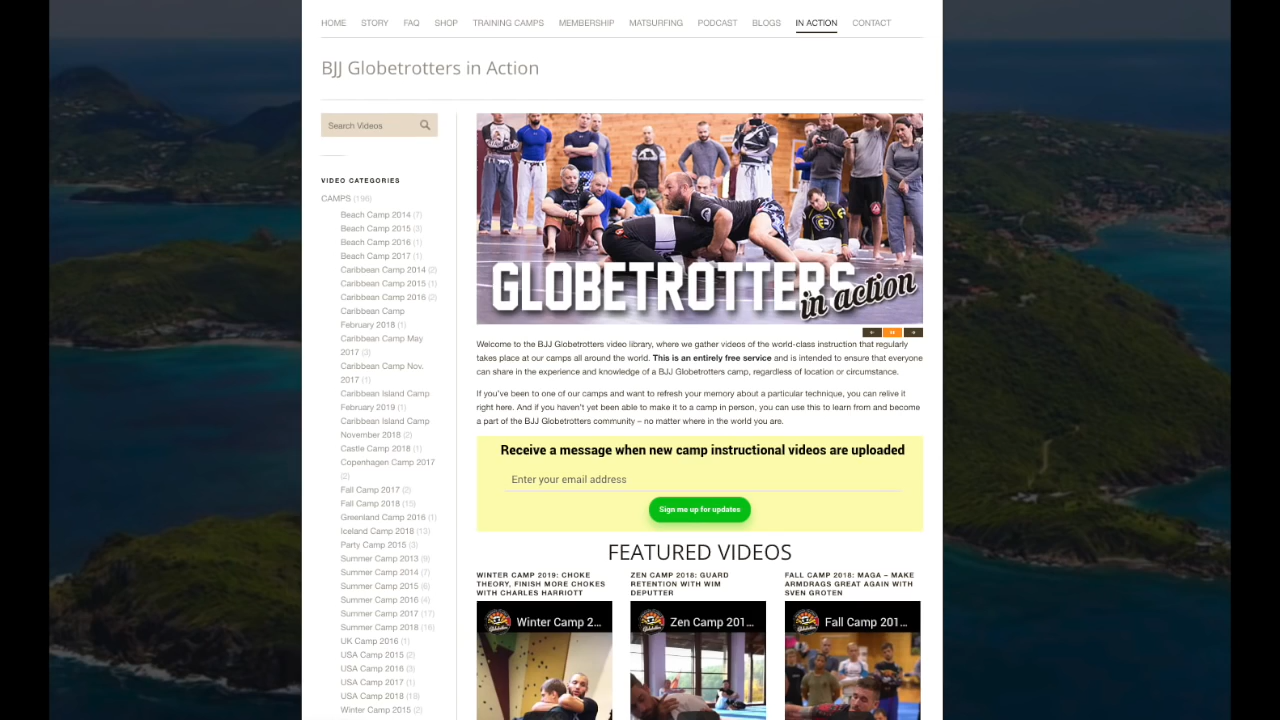 HOME STORY FAQ SHOP TRAINING CAMPS MEMBERSHIP MATSURFING PODCAST BLOGS IN ACTION CONTACT
BJJ Globetrotters in Action
Search Videos
VIDEO CATEGORIES
CAMPS (196)
Beach Camp 2014 (7)
Beach Camp 2015 (3)
Beach Camp 2016 (1)
Beach Camp 2017 (1)
Caribbean Camp 2014 (2)
Caribbean Camp 2015 (1)
Caribbean Camp 2016 (2)
Caribbean Camp
February 2018 (1)
Caribbean Camp May
2017 (3)
Caribbean Camp Nov.
2017 (1)
Caribbean Island Camp
February 2019 (1)
Caribbean Island Camp
November 2018 (2)
Castle Camp 2018 (1)
Copenhagen Camp 2017
(2)
Fall Camp 2017 (2)
Fall Camp 2018 (15)
Greenland Camp 2016 (1)
Iceland Camp 2018 (13)
Party Camp 2015 (3)
Summer Camp 2013 (9)
Summer Camp 2014 (7)
Summer Camp 2015 (6)
Summer Camp 2016 (4)
Summer Camp 2017 (17)
Summer Camp 2018 (16)
UK Camp 2016 (1)
USA Camp 2015 (2)
USA Camp 2016 (3)
USA Camp 2017 (1)
USA Camp 2018 (18)
Winter Camp 2015 (2)
GLOBETROTTERS
in action
Welcome to the BJJ Globetrotters video library, where we gather videos of the world-class instruction that regularly
takes place at our camps all around the world. This is an entirely free service and is intended to ensure that everyone
can share in the experience and knowledge of a BJJ Globetrotters camp, regardless of location or circumstance.
If you've been to one of our camps and want to refresh your memory about a particular technique, you can relive it
right here. And if you haven't yet been able to make it to a camp in person, you can use this to learn from and become
a part of the BJJ Globetrotters community – no matter where in the world you are.
Receive a message when new camp instructional videos are uploaded
Enter your email address
Sign me up for updates
FEATURED VIDEOS
WINTER CAMP 2019: CHOKE
THEORY, FINISH MORE CHOKES
WITH CHARLES HARRIOTT
Winter Camp 2...
ZEN CAMP 2018: GUARD
RETENTION WITH WIM
DEPUTTER
Zen Camp 201...
FALL CAMP 2018: MAGA – MAKE
ARMDRAGS GREAT AGAIN WITH
SVEN GROTEN
Fall Camp 201...